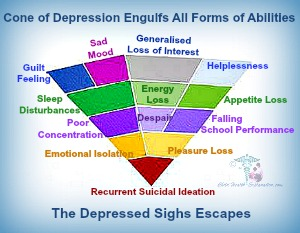 Cone of Depression Engulfs All Forms of Abilities
Sad
Mood
Generalised
Loss of Interest
Guilt
Feeling
Helplessness
Sleep
Disturbances
Energy
Loss
Appetite Loss
Poor
Concentration
Despair
Falling
School Performance
Emotional Isolation
Pleasure Loss
Recurrent Suicidal Ideation
The Depressed Sighs Escapes